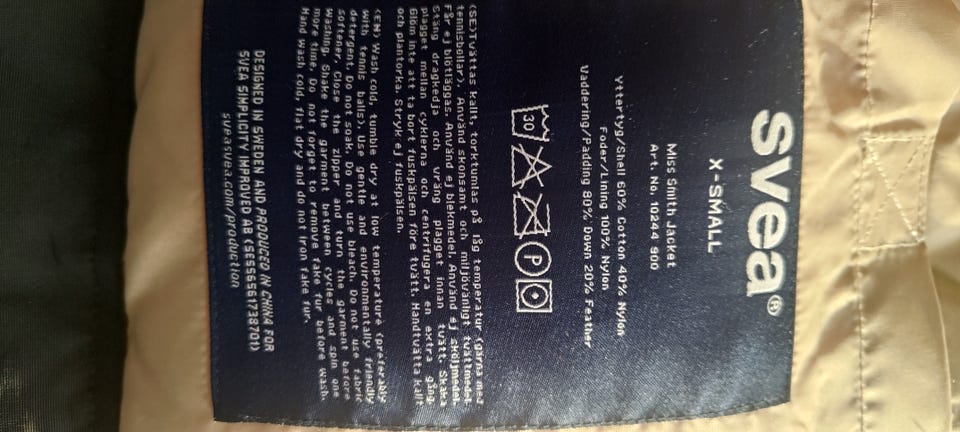 svea®
X-SMALL
Miss Smith Jacket
Art. No. 10244 900
Yttertyg/Shell 60% Cotton 40% Nylon
Foder/Lining 100% Nylon
Vaddering/Padding 80% Down 20% Feather
30
P
(SE)Tvättas kallt, torktumlas på låg temperatur (gärna med
tennisbollar). Använd skonsamt och miljövänligt tvättmedel.
Får ej blötläggas. Använd ej blekmedel. Använd ej sköljmedel.
Stäng dragkedja och vräng plagget innan tvätt. Skaka
plagget mellan cyklerna och centrifugera en extra gång.
Glöm inte att ta bort fuskpälsen före tvätt. Handtvätta kallt
och plantorka. Stryk ej fuskpälsen.
(EN) Wash cold, tumble dry at low temperature (preferably
with tennis balls). Use gentle and environmentally friendly
detergent. Do not soak. Do not use bleach. Do not use fabric
softener. Close the zipper and turn the garment before
washing. Shake the garment between cycles and spin one
more time. Do not forget to remove fake fur before wash.
Hand wash cold, flat dry and do not iron fake fur.
DESIGNED IN SWEDEN AND PRODUCED IN CHINA FOR
SVEA SIMPLICITY IMPROVED AB (SE556561738701)
sveasvea.com/production